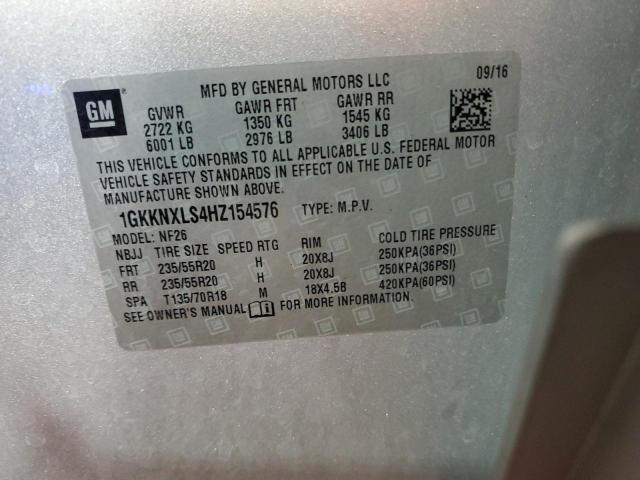 MFD BY GENERAL MOTORS LLC 09/16
GM
GVWR GAWR FRT GAWR RR
2722 KG 1350 KG 1545 KG
6001 LB 2976 LB 3406 LB
THIS VEHICLE CONFORMS TO ALL APPLICABLE U.S. FEDERAL MOTOR
VEHICLE SAFETY STANDARDS IN EFFECT ON THE DATE OF
MANUFACTURE SHOWN ABOVE.
1GKKNXLS4HZ154576 TYPE: M.P.V.
MODEL: NF26
NBJJ TIRE SIZE SPEED RTG RIM COLD TIRE PRESSURE
FRT 235/55R20 H 20X8J 250KPA(36PSI)
RR 235/55R20 H 20X8J 250KPA(36PSI)
SPA T135/70R18 M 18X4.5B 420KPA(60PSI)
SEE OWNER'S MANUAL FOR MORE INFORMATION.